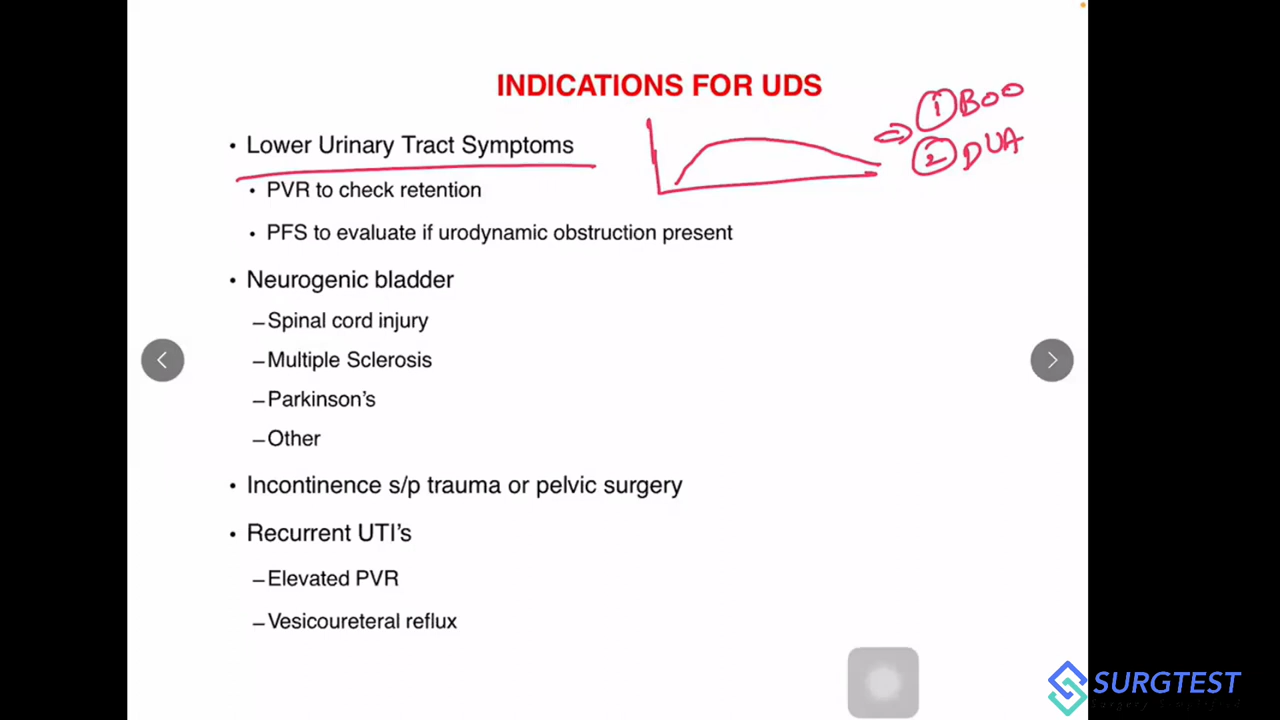 INDICATIONS FOR UDS
① BOO
② DUA
• Lower Urinary Tract Symptoms
• PVR to check retention
• PFS to evaluate if urodynamic obstruction present
• Neurogenic bladder
–Spinal cord injury
–Multiple Sclerosis
–Parkinson's
–Other
• Incontinence s/p trauma or pelvic surgery
• Recurrent UTI's
–Elevated PVR
–Vesicoureteral reflux
SURGTEST
Surgery Simplified